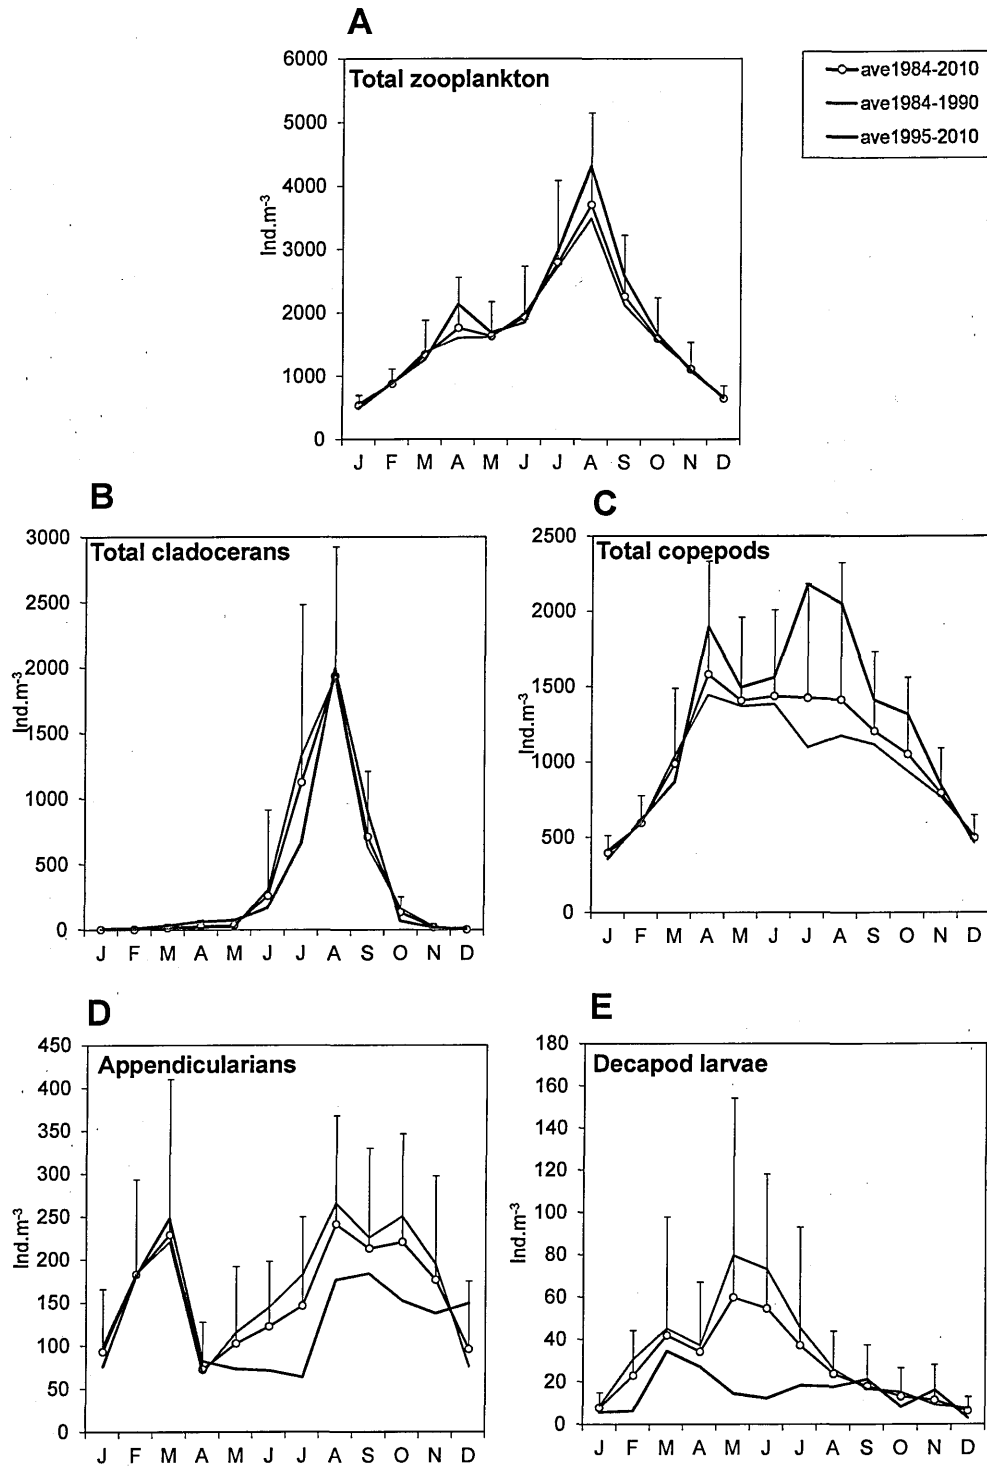 A
Total zooplankton
ave1984-2010
ave1984-1990
ave1995-2010
6000
5000
4000
3000
2000
1000
0
Ind.m-3
J F M A M J J A S O N D
B
Total cladocerans
3000
2500
2000
1500
1000
500
0
Ind.m-3
J F M A M J J A S O N D
C
Total copepods
2500
2000
1500
1000
500
0
Ind.m-3
J F M A M J J A S O N D
D
Appendicularians
450
400
350
300
250
200
150
100
50
0
Ind.m-3
J F M A M J J A S O N D
E
Decapod larvae
180
160
140
120
100
80
60
40
20
0
Ind.m-3
J F M A M J J A S O N D